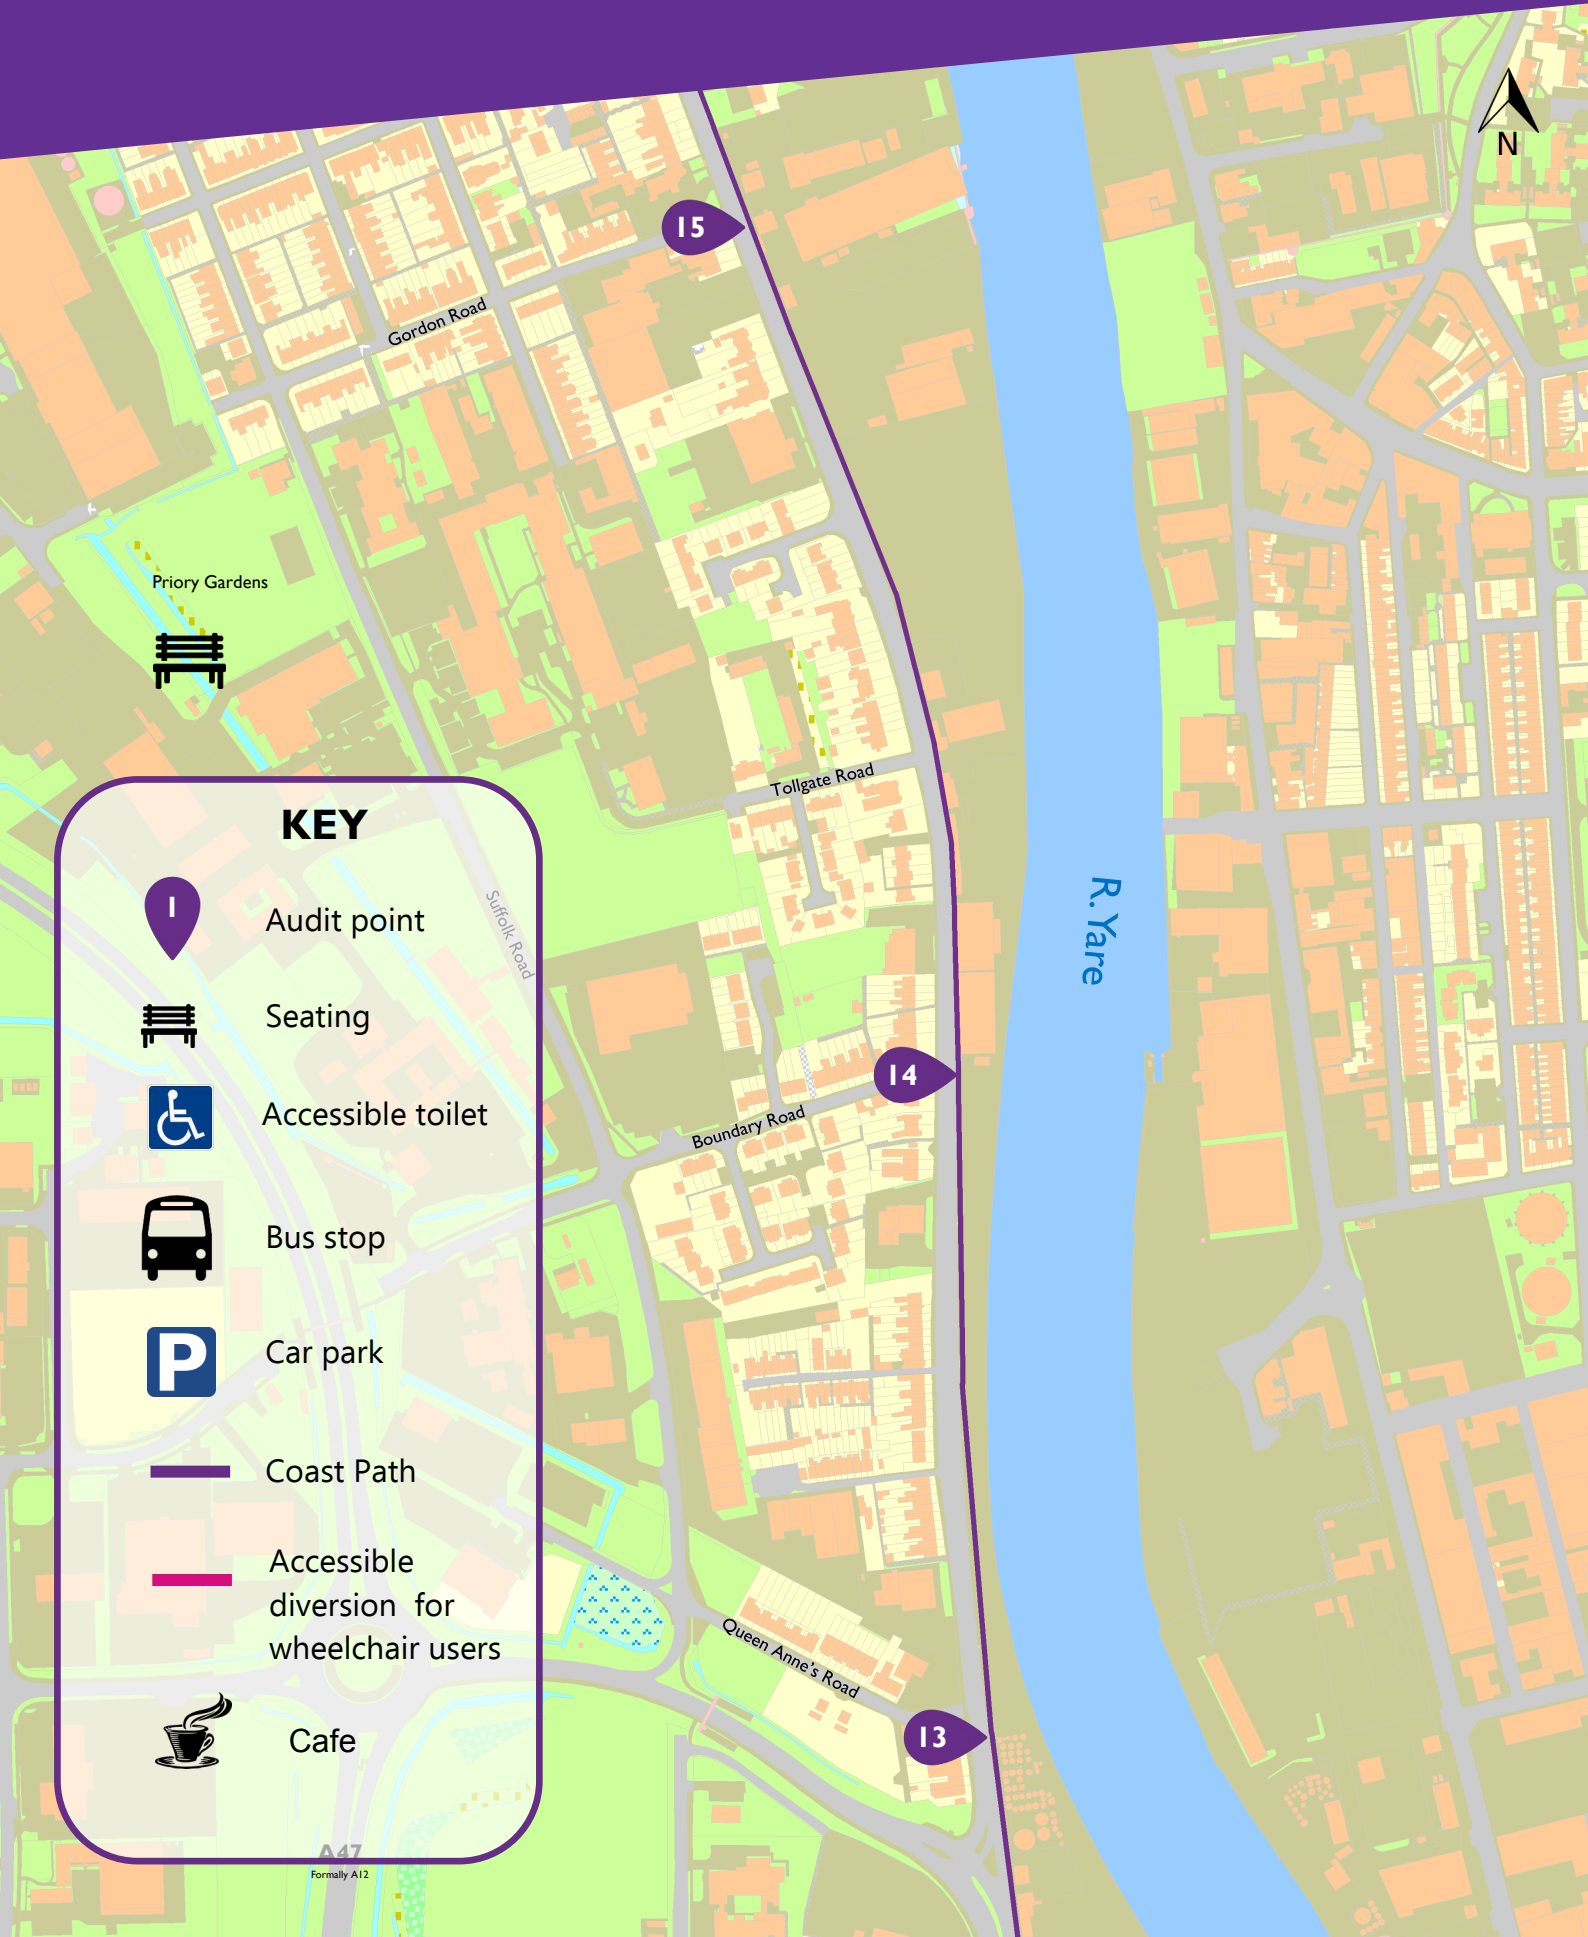 N
15
Gordon Road
Priory Gardens
Tollgate Road
R. Yare
KEY
1
Audit point
Suffolk Road
Seating
14
Accessible toilet
Boundary Road
Bus stop
P
Car park
Coast Path
Accessible
diversion for
wheelchair users
Queen Anne's Road
13
Cafe
A47
Formally A12